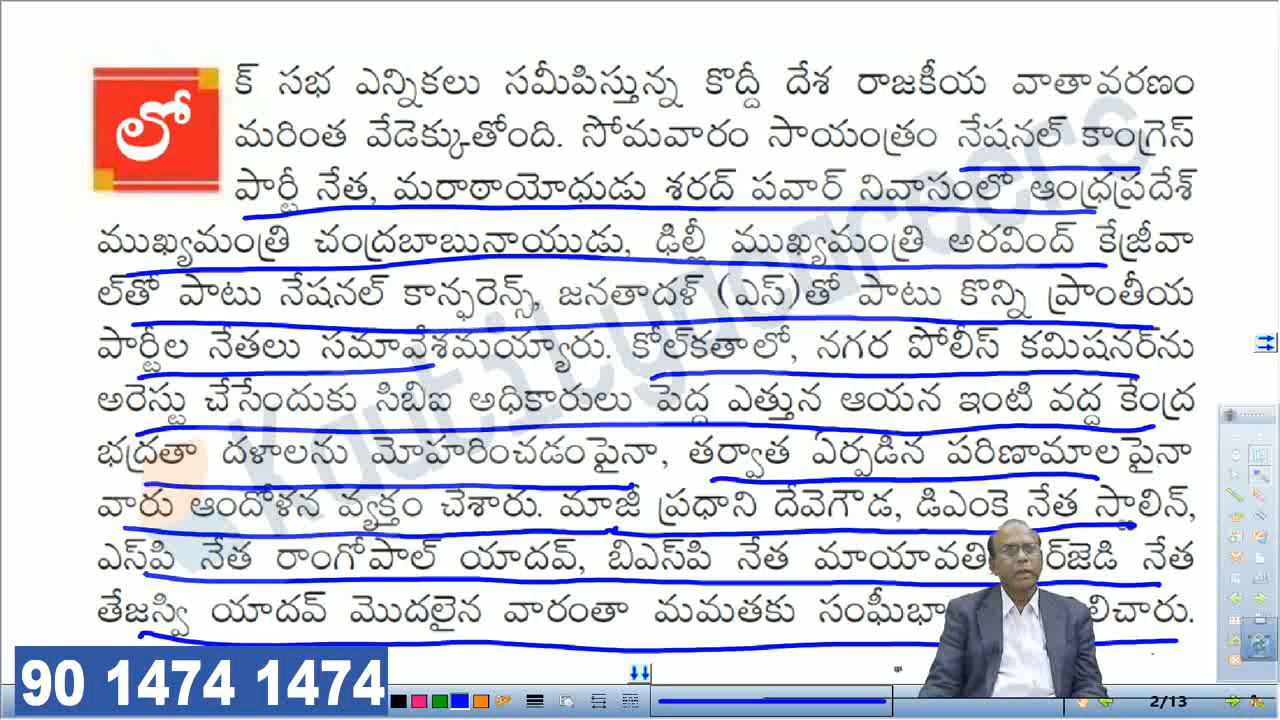 లో
క్ సభ ఎన్నికలు సమీపిస్తున్న కొద్దీ దేశ రాజకీయ వాతావరణం
మరింత వేడెక్కుతోంది. సోమవారం సాయంత్రం నేషనల్ కాంగ్రెస్
పార్టీ నేత, మరాఠాయోధుడు శరద్ పవార్ నివాసంలో ఆంధ్రప్రదేశ్
ముఖ్యమంత్రి చంద్రబాబునాయుడు, ఢిల్లీ ముఖ్యమంత్రి అరవింద్ కేజ్రీవా
ల్‌తో పాటు నేషనల్ కాన్ఫరెన్స్, జనతాదళ్ (ఎస్)తో పాటు కొన్ని ప్రాంతీయ
పార్టీల నేతలు సమావేశమయ్యారు. కోల్‌కతాలో, నగర పోలీస్ కమిషనర్‌ను
అరెస్టు చేసేందుకు సిబిఐ అధికారులు పెద్ద ఎత్తున ఆయన ఇంటి వద్ద కేంద్ర
భద్రతా దళాలను మోహరించడంపైనా, తర్వాత ఏర్పడిన పరిణామాలపైనా
వారు ఆందోళన వ్యక్తం చేశారు. మాజీ ప్రధాని దేవెగౌడ, డిఎంకె నేత స్టాలిన్,
ఎస్‌పి నేత రాంగోపాల్ యాదవ్, బిఎస్‌పి నేత మాయావతి ర్‌జెడి నేత
తేజస్వి యాదవ్ మొదలైన వారంతా మమతకు సంఘీభా లిచారు.
Kautilyacareers
90 1474 1474
2/13